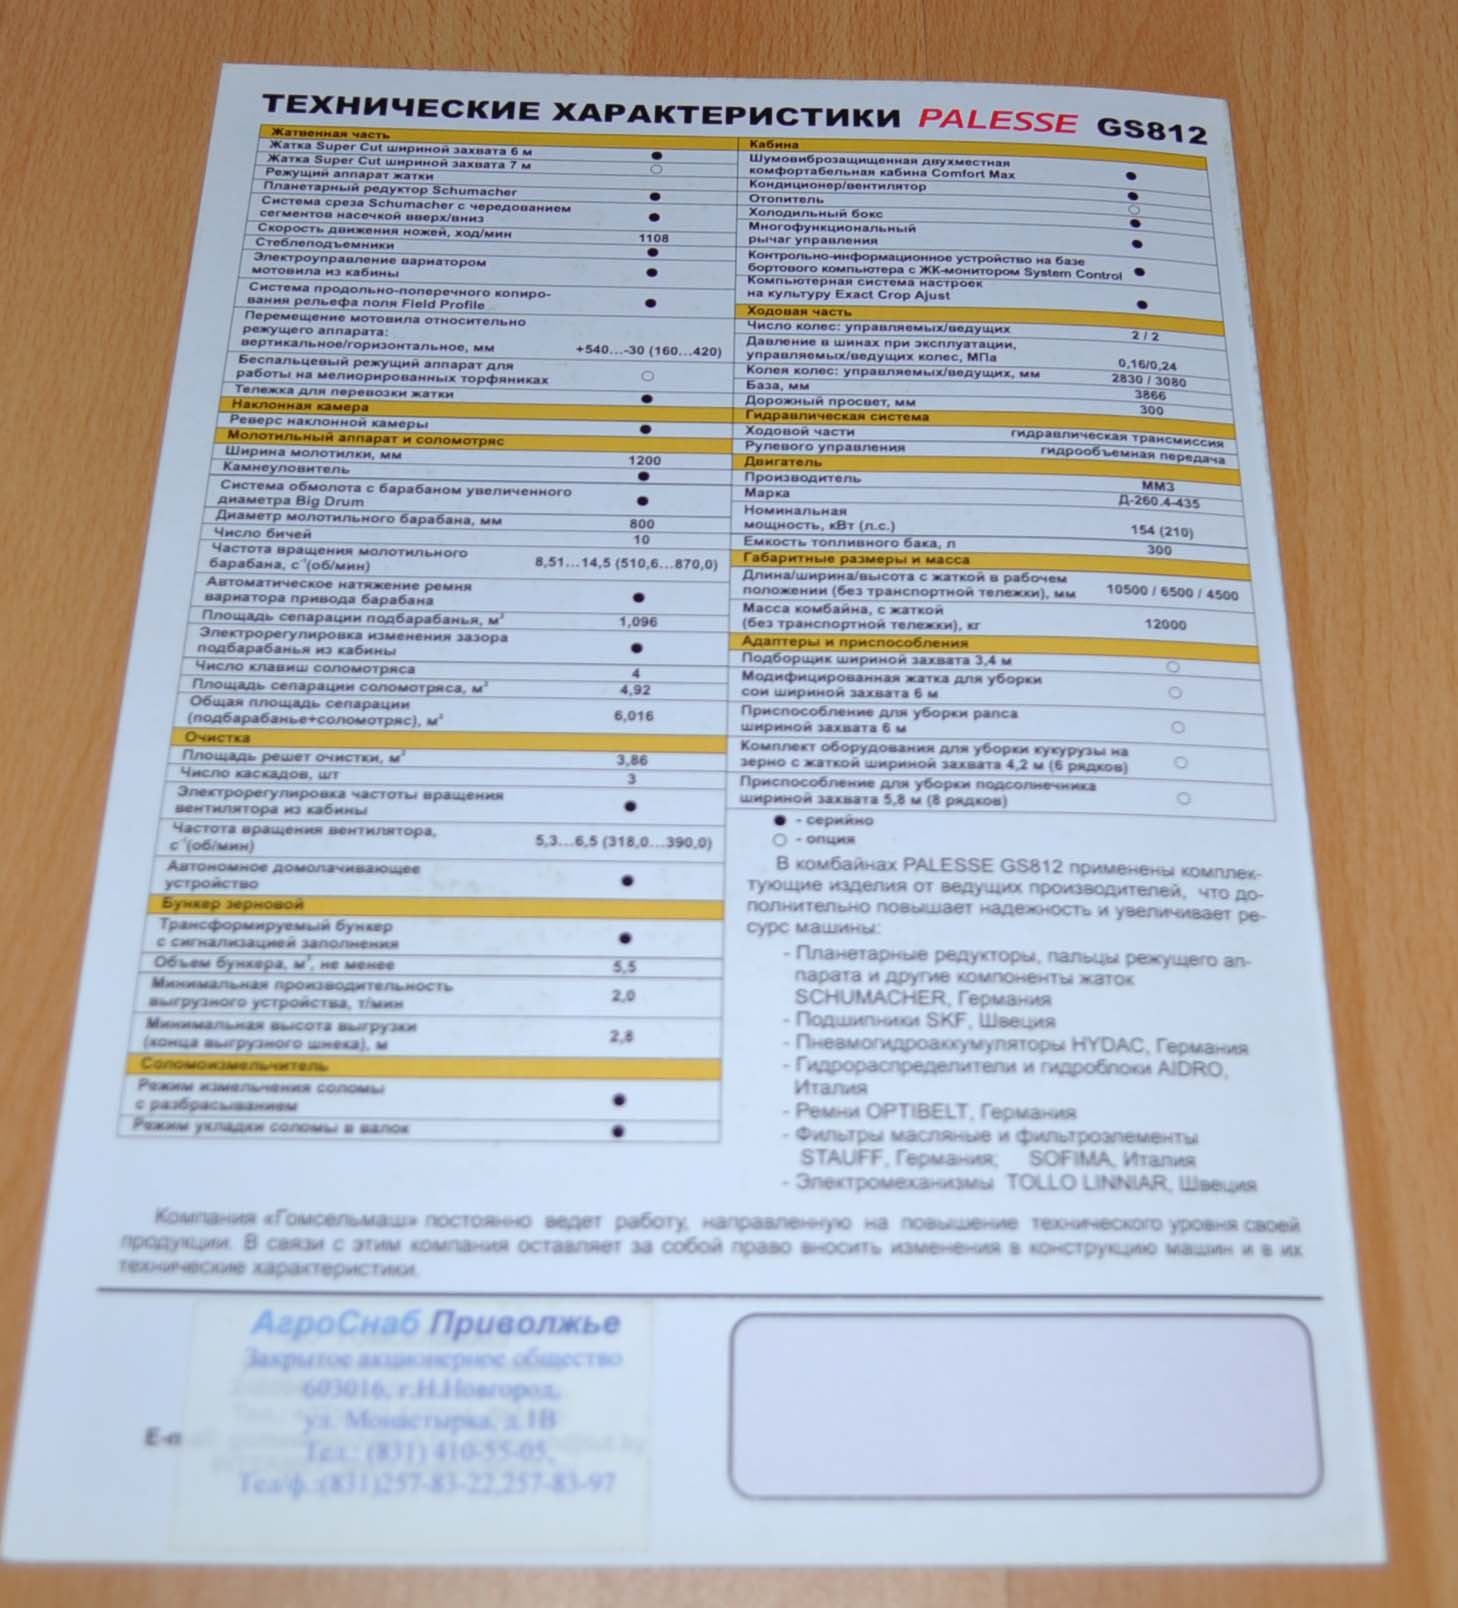 ТЕХНИЧЕСКИЕ ХАРАКТЕРИСТИКИ PALESSE GS812
Жатвенная часть
Жатка Super Cut шириной захвата 6 м ●
Жатка Super Cut шириной захвата 7 м ○
Режущий аппарат жатки
Планетарный редуктор Schumacher ●
Система среза Schumacher с чередованием
сегментов насечкой вверх/вниз ●
Скорость движения ножей, ход/мин 1108
Стеблеподъемники ●
Электроуправление вариатором
мотовила из кабины ●
Система продольно-поперечного копиро-
вания рельефа поля Field Profile ●
Перемещение мотовила относительно
режущего аппарата:
вертикальное/горизонтальное, мм +540...-30 (160...420)
Беспальцевый режущий аппарат для
работы на мелиорированных торфяниках ○
Тележка для перевозки жатки ●
Наклонная камера
Реверс наклонной камеры ●
Молотильный аппарат и соломотряс
Ширина молотилки, мм 1200
Камнеуловитель ●
Система обмолота с барабаном увеличенного
диаметра Big Drum ●
Диаметр молотильного барабана, мм 800
Число бичей 10
Частота вращения молотильного
барабана, с⁻¹(об/мин) 8,51...14,5 (510,6...870,0)
Автоматическое натяжение ремня
вариатора привода барабана ●
Площадь сепарации подбарабанья, м² 1,096
Электрорегулировка изменения зазора
подбарабанья из кабины ●
Число клавиш соломотряса 4
Площадь сепарации соломотряса, м² 4,92
Общая площадь сепарации
(подбарабанье+соломотряс), м² 6,016
Очистка
Площадь решет очистки, м² 3,86
Число каскадов, шт 3
Электрорегулировка частоты вращения
вентилятора из кабины ●
Частота вращения вентилятора,
с⁻¹(об/мин) 5,3...6,5 (318,0...390,0)
Автономное домолачивающее
устройство ●
Бункер зерновой
Трансформируемый бункер
с сигнализацией заполнения ●
Объем бункера, м³, не менее 5,5
Минимальная производительность
выгрузного устройства, т/мин 2,0
Минимальная высота выгрузки
(конца выгрузного шнека), м 2,8
Соломоизмельчитель
Режим измельчения соломы
с разбрасыванием ●
Режим укладки соломы в валок ●
Кабина
Шумовиброзащищенная двухместная
комфортабельная кабина Comfort Max ●
Кондиционер/вентилятор ●
Отопитель ○
Холодильный бокс ●
Многофункциональный
рычаг управления ●
Контрольно-информационное устройство на базе
бортового компьютера с ЖК-монитором System Control ●
Компьютерная система настроек
на культуру Exact Crop Ajust ●
Ходовая часть
Число колес: управляемых/ведущих 2 / 2
Давление в шинах при эксплуатации,
управляемых/ведущих колес, МПа 0,16/0,24
Колея колес: управляемых/ведущих, мм 2830 / 3080
База, мм 3866
Дорожный просвет, мм 300
Гидравлическая система
Ходовой части гидравлическая трансмиссия
Рулевого управления гидрообъемная передача
Двигатель
Производитель ММЗ
Марка Д-260.4-435
Номинальная
мощность, кВт (л.с.) 154 (210)
Емкость топливного бака, л 300
Габаритные размеры и масса
Длина/ширина/высота с жаткой в рабочем
положении (без транспортной тележки), мм 10500 / 6500 / 4500
Масса комбайна, с жаткой
(без транспортной тележки), кг 12000
Адаптеры и приспособления
Подборщик шириной захвата 3,4 м ○
Модифицированная жатка для уборки
сои шириной захвата 6 м ○
Приспособление для уборки рапса
шириной захвата 6 м ○
Комплект оборудования для уборки кукурузы на
зерно с жаткой шириной захвата 4,2 м (6 рядков) ○
Приспособление для уборки подсолнечника
шириной захвата 5,8 м (8 рядков) ○
● - серийно
○ - опция
В комбайнах PALESSE GS812 применены комплек-
тующие изделия от ведущих производителей, что до-
полнительно повышает надежность и увеличивает ре-
сурс машины:
- Планетарные редукторы, пальцы режущего ап-
парата и другие компоненты жаток
SCHUMACHER, Германия
- Подшипники SKF, Швеция
- Пневмогидроаккумуляторы HYDAC, Германия
- Гидрораспределители и гидроблоки AIDRO,
Италия
- Ремни OPTIBELT, Германия
- Фильтры масляные и фильтроэлементы
STAUFF, Германия; SOFIMA, Италия
- Электромеханизмы TOLLO LINNIAR, Швеция
Компания «Гомсельмаш» постоянно ведет работу, направленную на повышение технического уровня своей
продукции. В связи с этим компания оставляет за собой право вносить изменения в конструкцию машин и в их
технические характеристики.
АгроСнаб Приволжье
Закрытое акционерное общество
603016, г.Н.Новгород,
ул. Монастырка, д.1В
Тел.: (831) 410-55-05,
Тел/ф.:(831)257-83-22,257-83-97